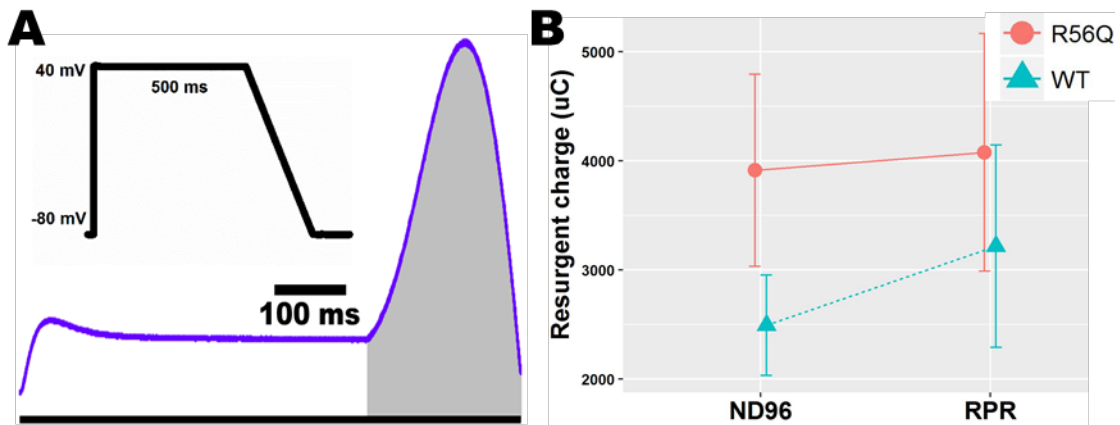 A
40 mV
500 ms
-80 mV
100 ms
B
R56Q
WT
Resurgent charge (uC)
5000
4000
3000
2000
ND96
RPR